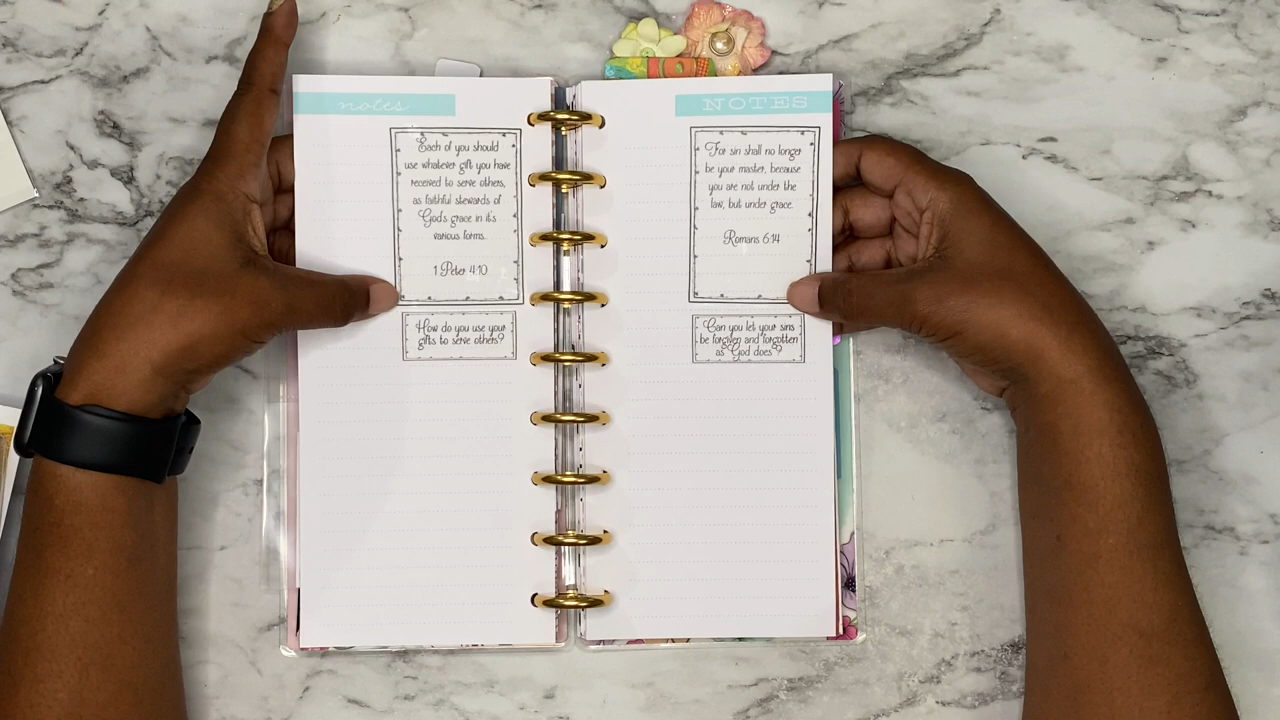 notes
Each of you should
use whatever gift you have
received to serve others,
as faithful stewards of
God's grace in it's
various forms.
1 Peter 4:10
How do you use your
gifts to serve others?
NOTES
For sin shall no longer
be your master, because
you are not under the
law, but under grace.
Romans 6:14
Can you let your sins
be forgiven and forgotten
as God does?